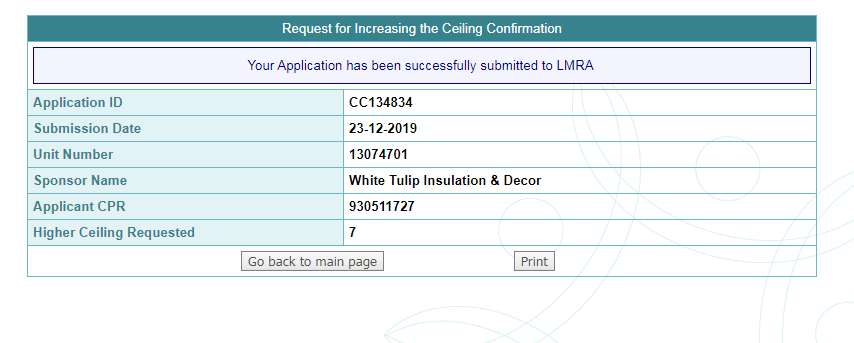 Request for Increasing the Ceiling Confirmation
Your Application has been successfully submitted to LMRA
Application ID CC134834
Submission Date 23-12-2019
Unit Number 13074701
Sponsor Name White Tulip Insulation & Decor
Applicant CPR 930511727
Higher Ceiling Requested 7
Go back to main page Print